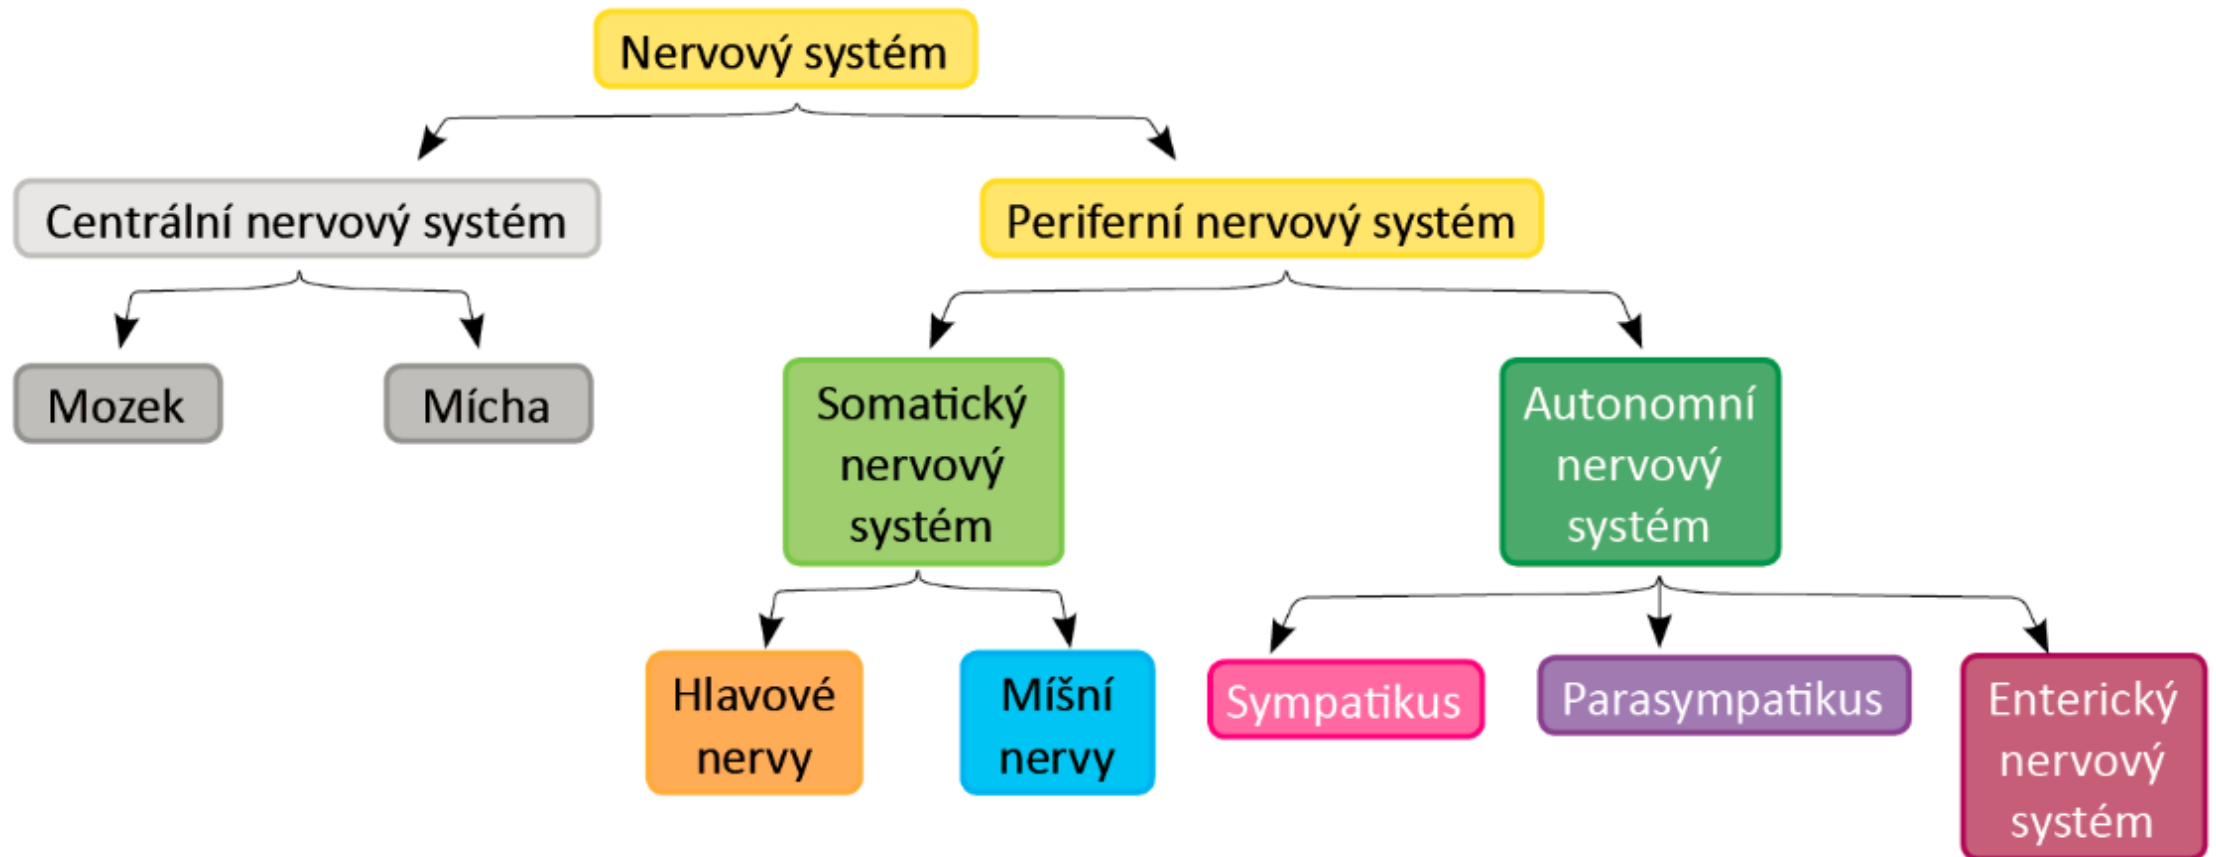 Nervový systém
Centrální nervový systém
Periferní nervový systém
Mozek
Mícha
Somatický
nervový
systém
Autonomní
nervový
systém
Hlavové
nervy
Míšní
nervy
Sympatikus
Parasympatikus
Enterický
nervový
systém